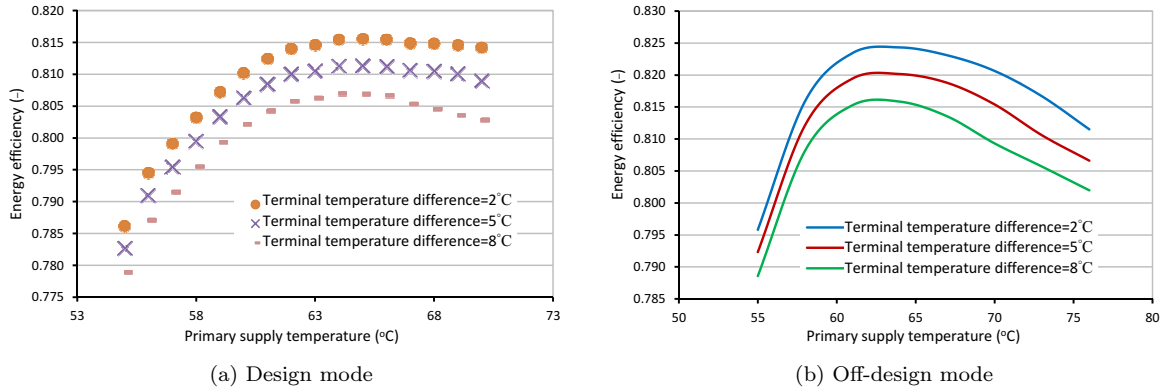 0.820
0.815
0.810
0.805
0.800
0.795
0.790
0.785
0.780
0.775
Energy efficiency (-)
53
58
63
68
73
Primary supply temperature (°C)
Terminal temperature difference=2°C
Terminal temperature difference=5°C
Terminal temperature difference=8°C
(a) Design mode
0.830
0.825
0.820
0.815
0.810
0.805
0.800
0.795
0.790
0.785
Energy efficiency (-)
50
55
60
65
70
75
80
Primary supply temperature (°C)
Terminal temperature difference=2°C
Terminal temperature difference=5°C
Terminal temperature difference=8°C
(b) Off-design mode